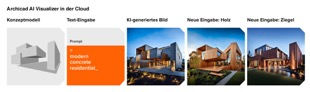 Archicad AI Visualizer in der Cloud
Konzeptmodell
Text-Eingabe
KI-generiertes Bild
Neue Eingabe: Holz
Neue Eingabe: Ziegel
Prompt
modern
concrete
residential_